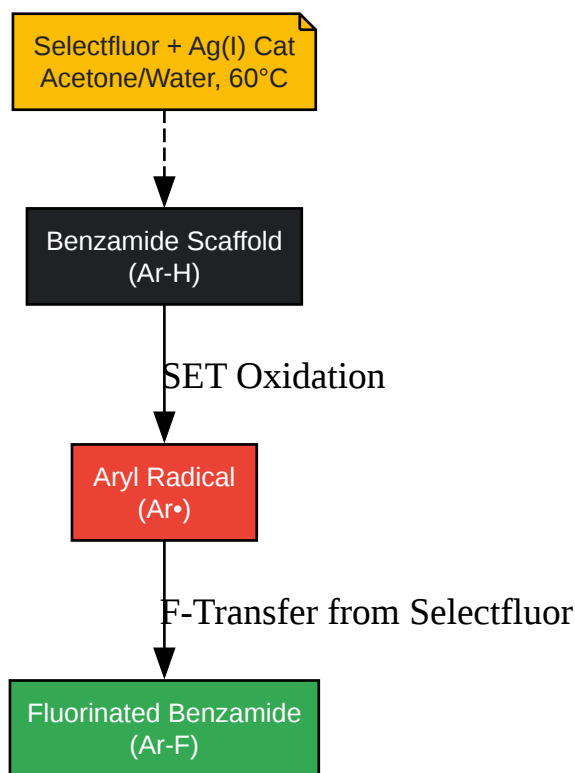 Selectfluor + Ag(I) Cat
Acetone/Water, 60°C
Benzamide Scaffold
(Ar-H)
SET Oxidation
Aryl Radical
(Ar•)
F-Transfer from Selectfluor
Fluorinated Benzamide
(Ar-F)